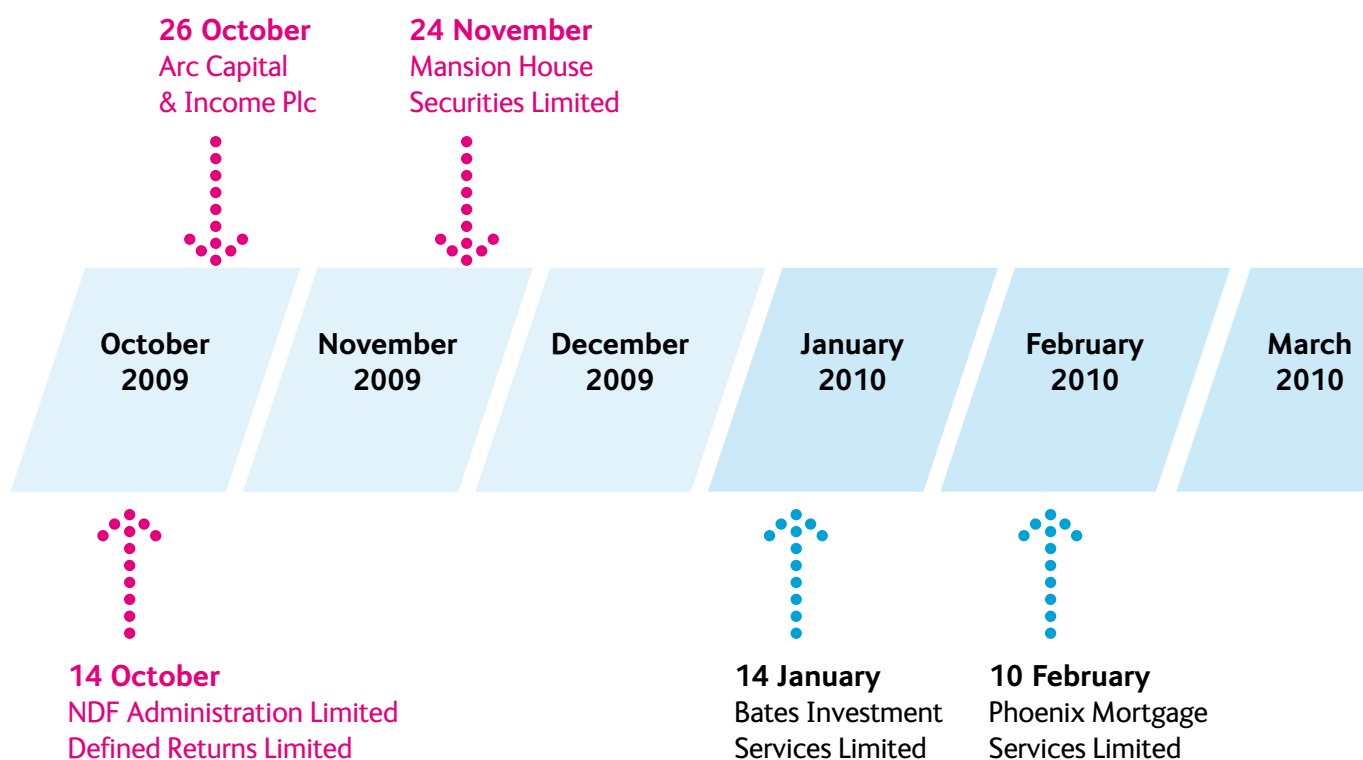 26 October
Arc Capital
& Income Plc
24 November
Mansion House
Securities Limited
October
2009
November
2009
December
2009
January
2010
February
2010
March
2010
14 October
NDF Administration Limited
Defined Returns Limited
14 January
Bates Investment
Services Limited
10 February
Phoenix Mortgage
Services Limited